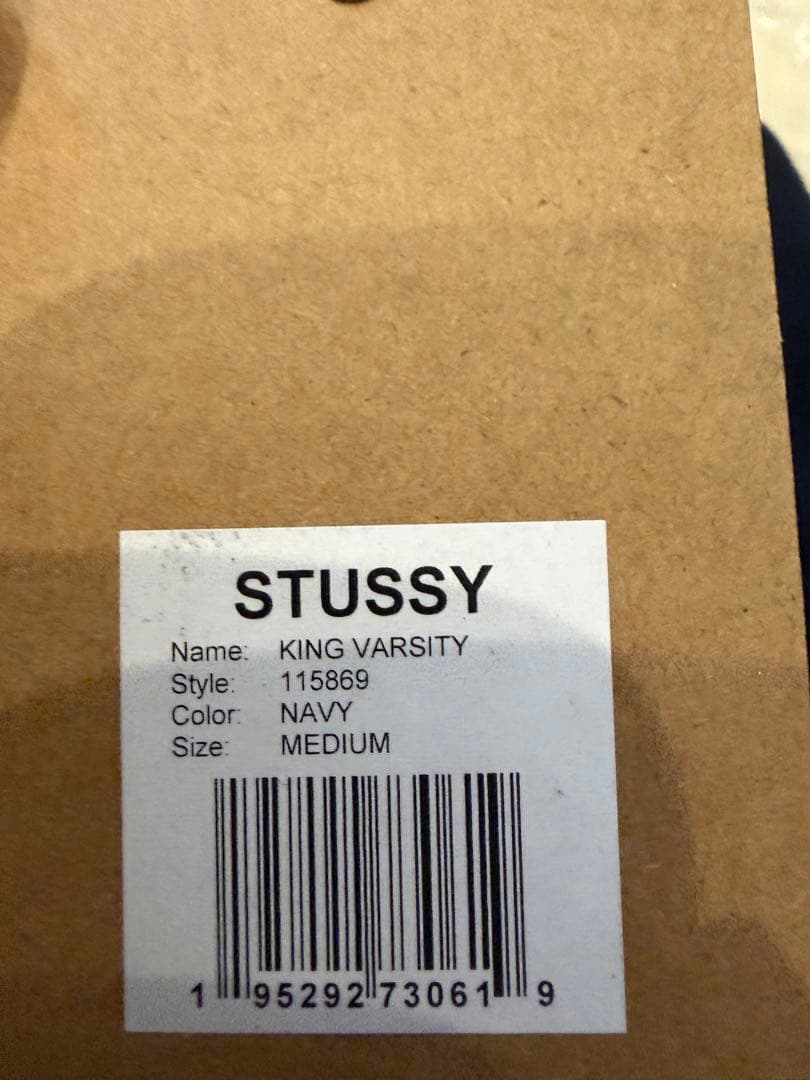 STUSSY
Name: KING VARSITY
Style: 115869
Color: NAVY
Size: MEDIUM
1 95292 73061 9